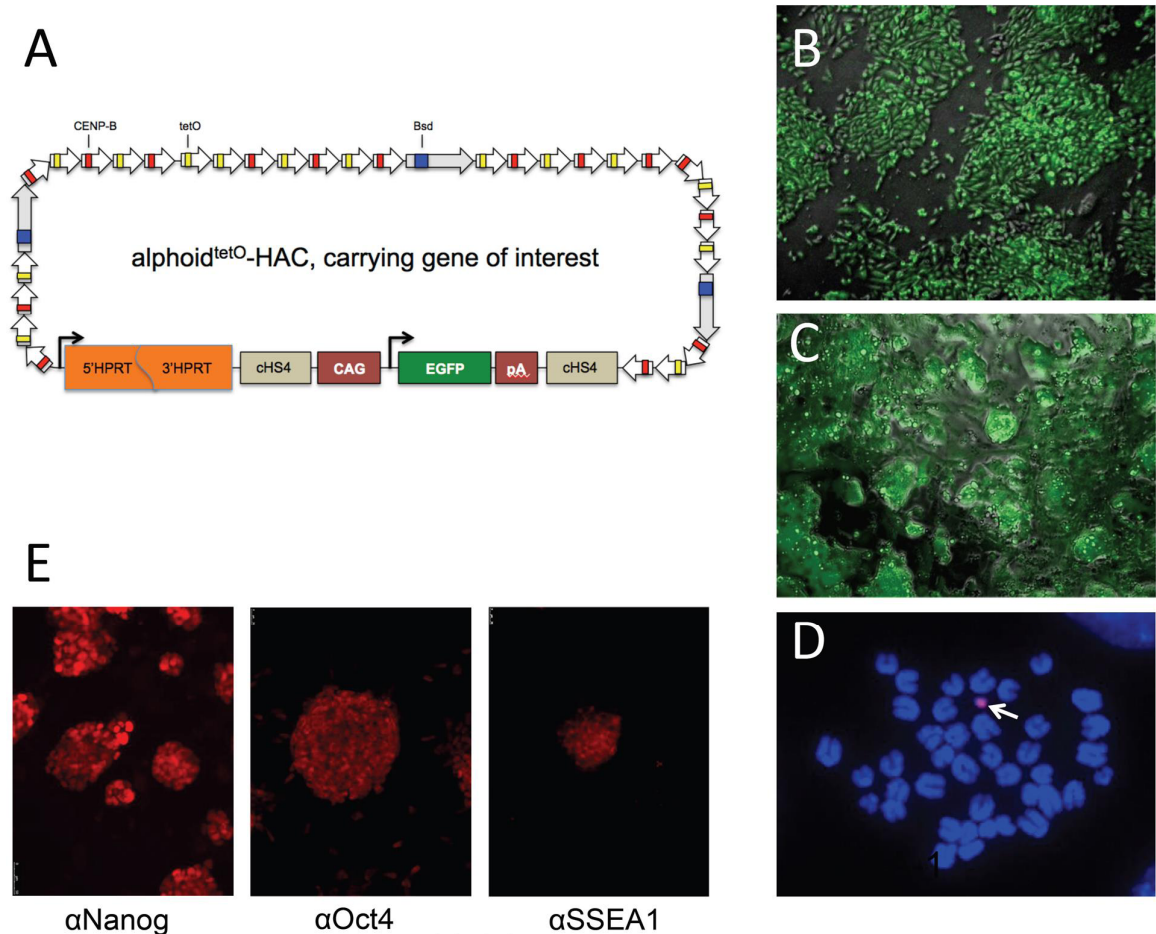 A
CENP-B
tetO
Bsd
alphoidtetO-HAC, carrying gene of interest
5'HPRT
3'HPRT
cHS4
CAG
EGFP
pA
cHS4
B
C
D
1
E
αNanog
αOct4
αSSEA1